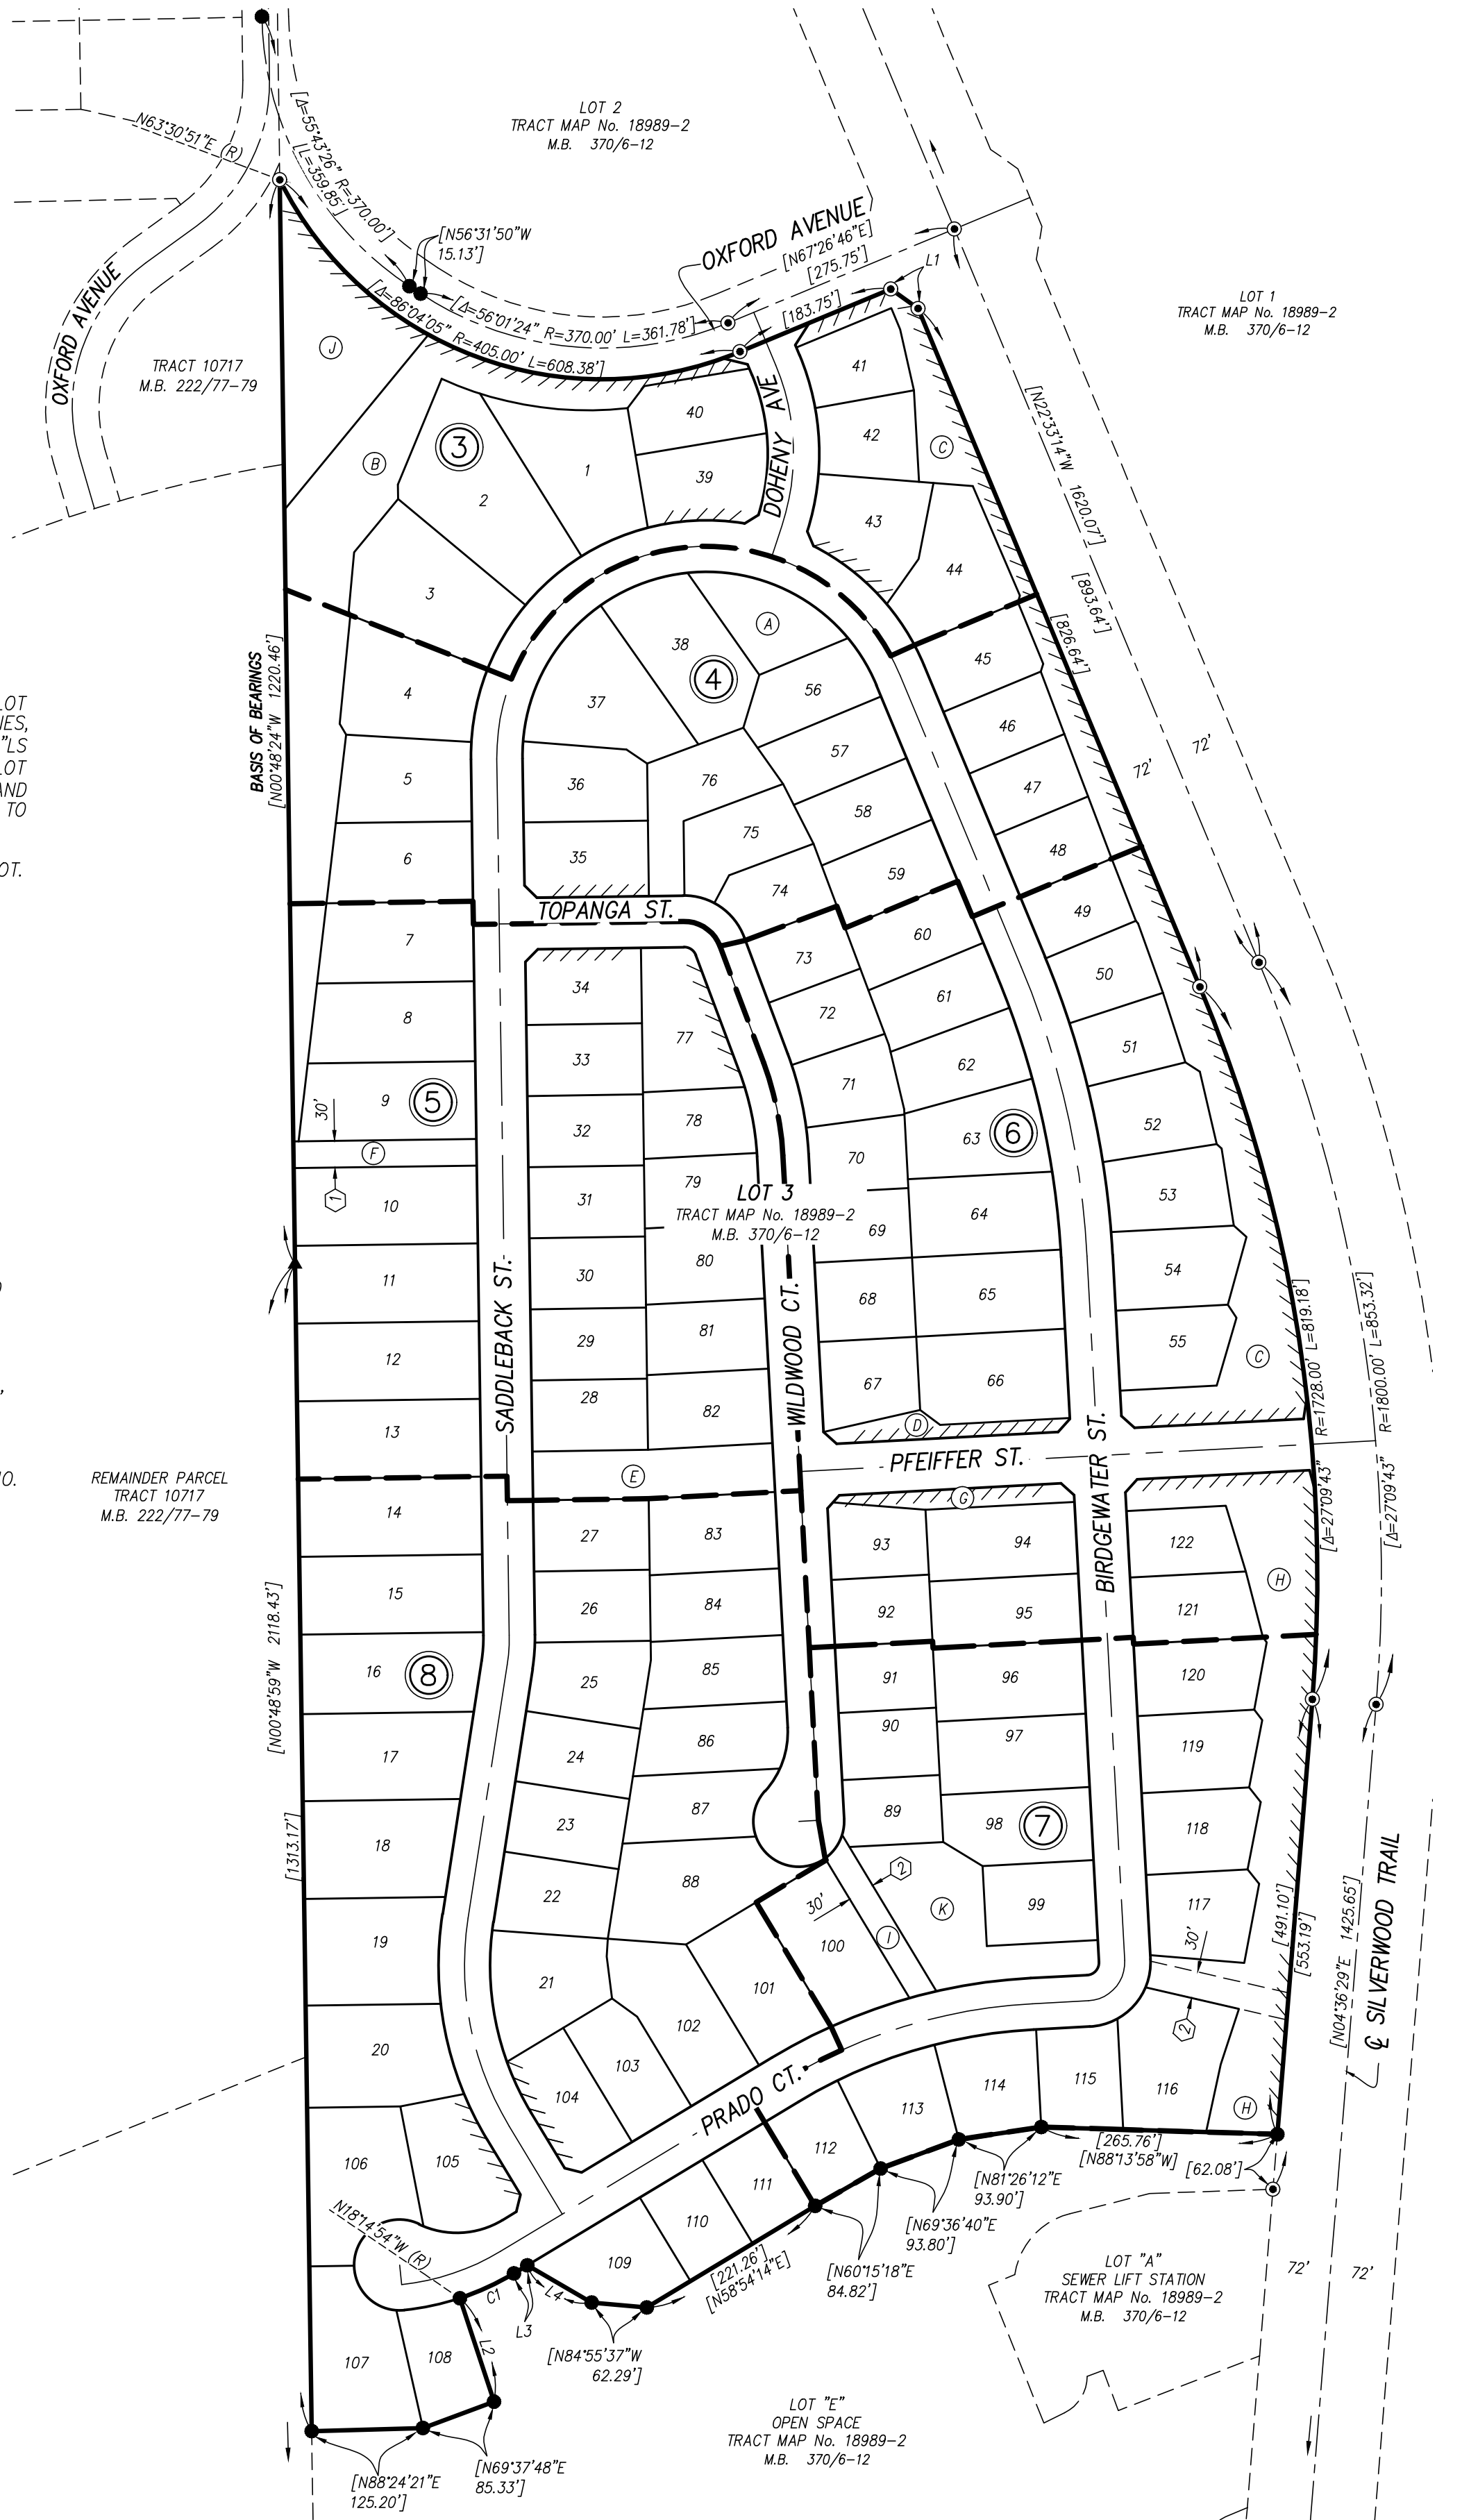 N63°30'51"E (R)
[Δ=55°43'26" R=370.00'
[L=359.85']
LOT 2
TRACT MAP No. 18989-2
M.B. 370/6-12
[N56°31'50"W
15.13']
OXFORD AVENUE
[N67°26'46"E]
[275.75']
[183.75']
L1
LOT 1
TRACT MAP No. 18989-2
M.B. 370/6-12
[Δ=56°01'24" R=370.00' L=361.78']
[Δ=86°04'05" R=405.00' L=608.38']
OXFORD AVENUE
TRACT 10717
M.B. 222/77-79
J
B
3
2
1
40
39
DOHENY AVE
41
42
C
43
44
[N22°33'14"W 1620.07']
[893.64']
[826.64']
3
A
38
4
37
56
45
BASIS OF BEARINGS
[N00°48'24"W 1220.46']
4
46
57
LOT
IES,
"LS
LOT
AND
TO
OT.
5
36
76
47
58
72'
72'
6
35
75
48
59
74
TOPANGA ST.
7
34
73
60
49
8
33
77
72
61
50
9
5
30'
32
78
71
62
51
F
1
31
79
70
63
6
52
10
LOT 3
TRACT MAP No. 18989-2
M.B. 370/6-12
69
64
53
11
30
80
68
65
54
SADDLEBACK ST.
WILDWOOD CT.
12
29
81
67
66
55
C
13
28
82
D
[Δ=27°09'43" R=1728.00' L=819.18']
[Δ=27°09'43" R=1800.00' L=853.32']
REMAINDER PARCEL
TRACT 10717
M.B. 222/77-79
IO.
E
PFEIFFER ST.
BIRDGEWATER ST.
G
14
27
83
93
94
122
H
15
26
84
92
95
121
[N00°48'59"W 2118.43']
[1313.17']
16
8
25
85
91
96
120
17
24
86
90
97
119
18
23
87
89
98
7
118
22
88
2
99
117
19
30'
100
I
K
30'
[491.10']
[553.19']
[N04°36'29"E 1425.65']
℄ SILVERWOOD TRAIL
21
101
102
103
104
20
2
PRADO CT.
113
114
115
116
H
106
105
112
111
110
109
[265.76']
[N88°13'58"W]
[62.08']
[N81°26'12"E
93.90']
[N69°36'40"E
93.80']
[N60°15'18"E
84.82']
[221.26']
[N58°54'14"E]
N18°14'54"W (R)
C1
L3
L4
L2
[N84°55'37"W
62.29']
LOT "A"
SEWER LIFT STATION
TRACT MAP No. 18989-2
M.B. 370/6-12
72'
72'
107
108
LOT "E"
OPEN SPACE
TRACT MAP No. 18989-2
M.B. 370/6-12
[N69°37'48"E
85.33']
[N88°24'21"E
125.20']